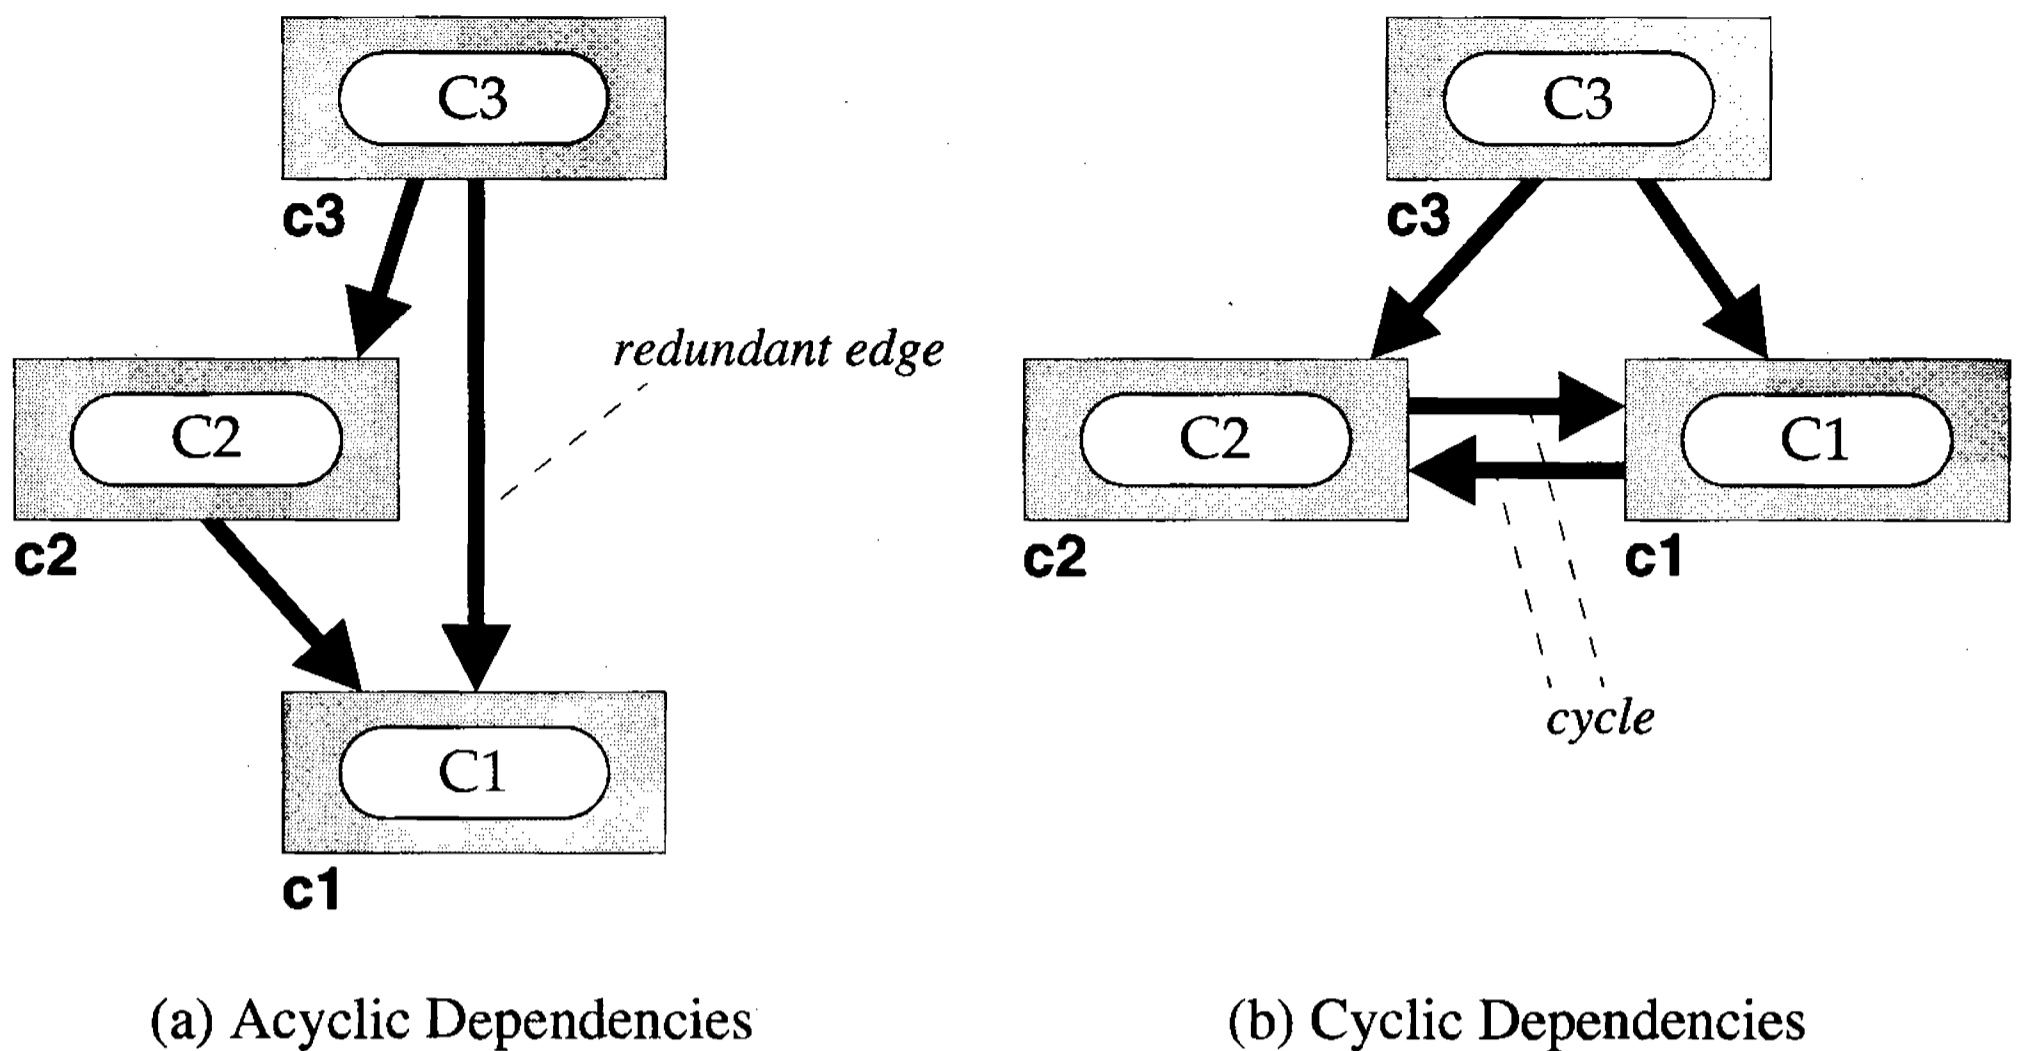 C3
c3
redundant edge
C2
c2
C1
c1
(a) Acyclic Dependencies
C3
c3
C2
c2
C1
c1
cycle
(b) Cyclic Dependencies